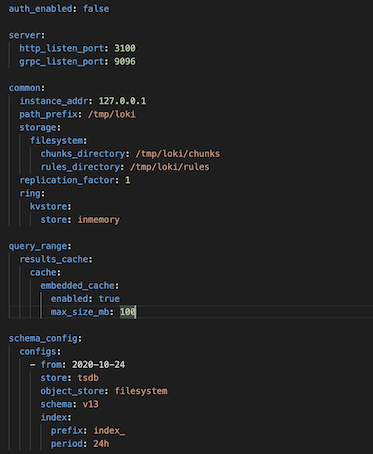 auth_enabled: false

server:
  http_listen_port: 3100
  grpc_listen_port: 9096

common:
  instance_addr: 127.0.0.1
  path_prefix: /tmp/loki
  storage:
    filesystem:
      chunks_directory: /tmp/loki/chunks
      rules_directory: /tmp/loki/rules
  replication_factor: 1
  ring:
    kvstore:
      store: inmemory

query_range:
  results_cache:
    cache:
      embedded_cache:
        enabled: true
        max_size_mb: 100

schema_config:
  configs:
    - from: 2020-10-24
      store: tsdb
      object_store: filesystem
      schema: v13
      index:
        prefix: index_
        period: 24h